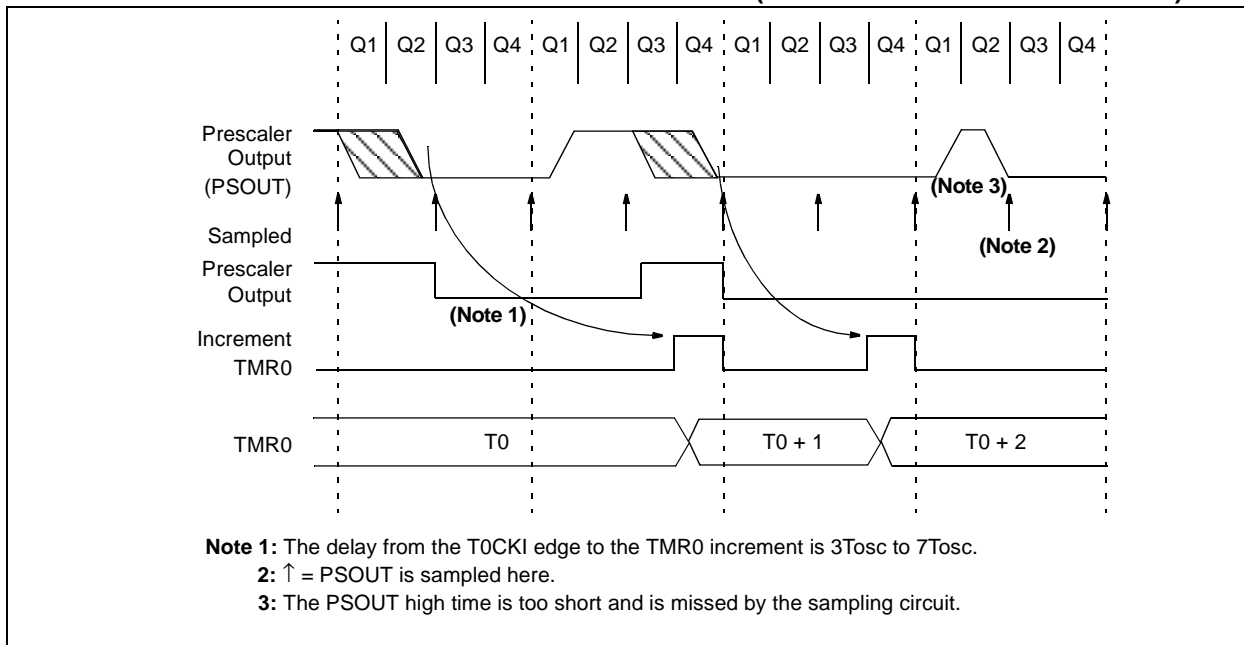 Q1 Q2 Q3 Q4 Q1 Q2 Q3 Q4 Q1 Q2 Q3 Q4 Q1 Q2 Q3 Q4
Prescaler
Output
(PSOUT)
(Note 3)
Sampled
(Note 2)
Prescaler
Output
(Note 1)
Increment
TMR0
TMR0
T0
T0 + 1
T0 + 2
Note 1: The delay from the T0CKI edge to the TMR0 increment is 3Tosc to 7Tosc.
2: ↑ = PSOUT is sampled here.
3: The PSOUT high time is too short and is missed by the sampling circuit.